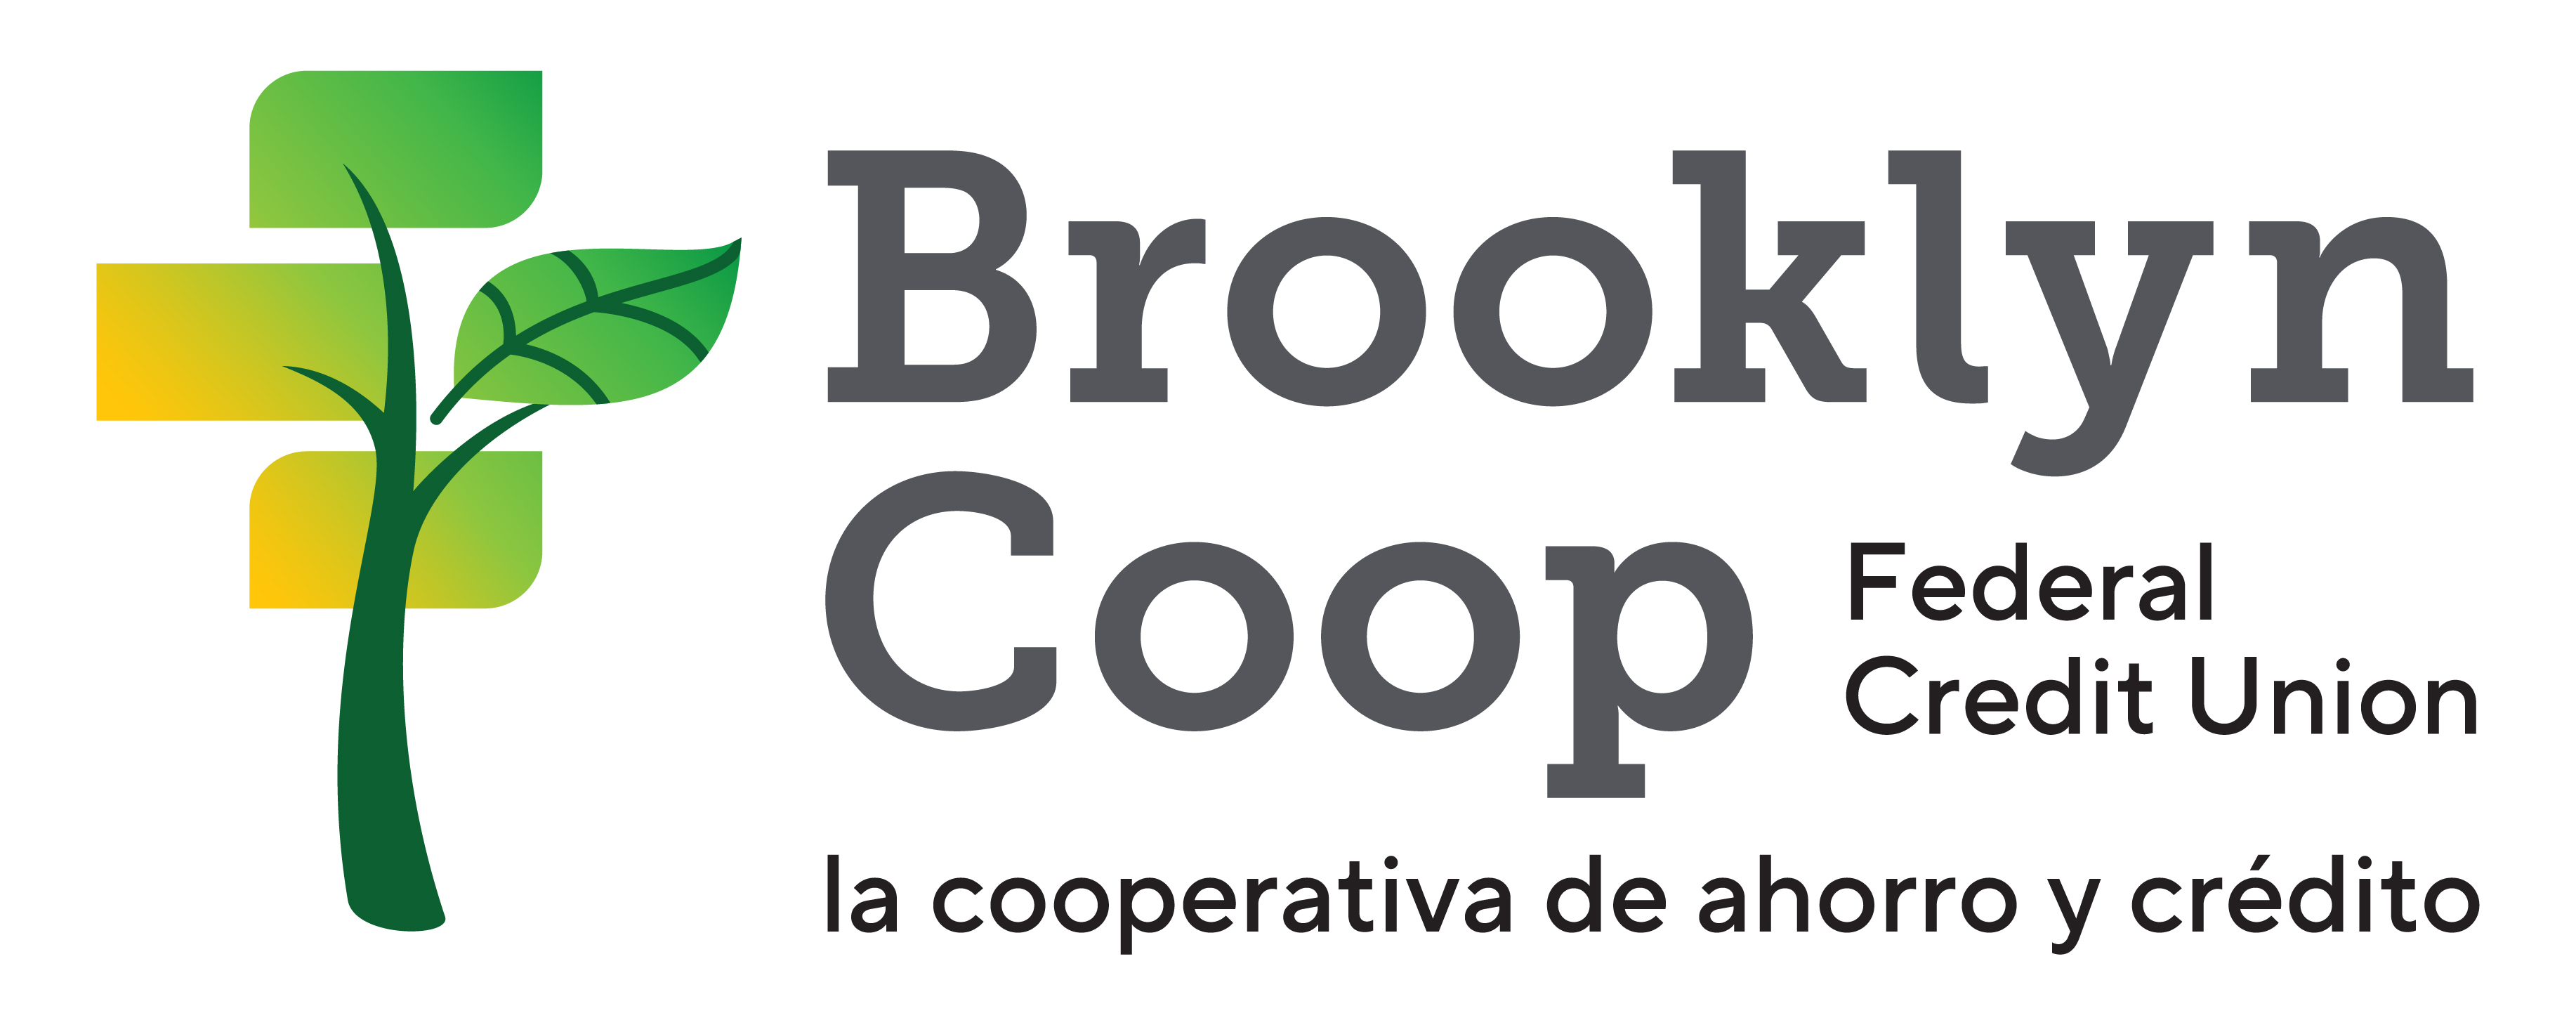 Brooklyn
Coop
Federal
Credit Union
la cooperativa de ahorro y crédito